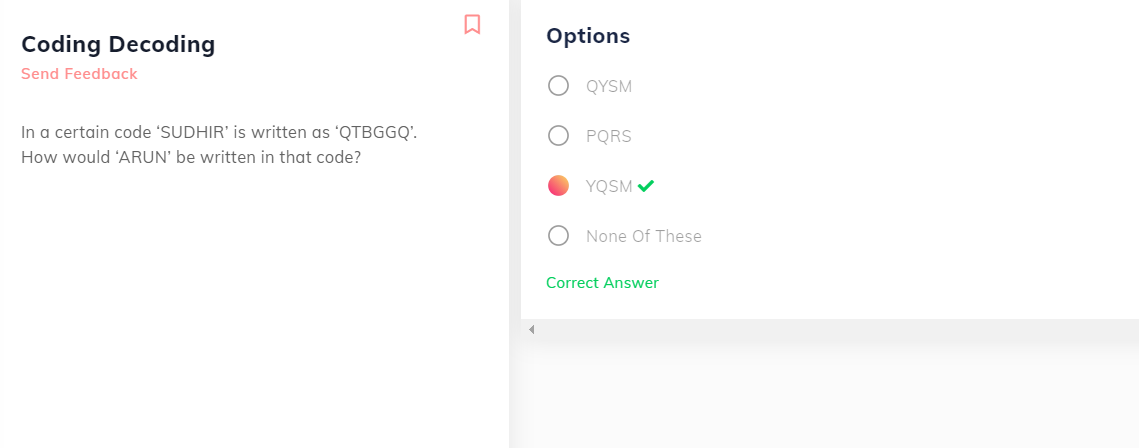 Coding Decoding
Send Feedback
In a certain code ‘SUDHIR’ is written as ‘QTBGGQ’.
How would ‘ARUN’ be written in that code?
Options
QYSM
PQRS
YQSM
None Of These
Correct Answer